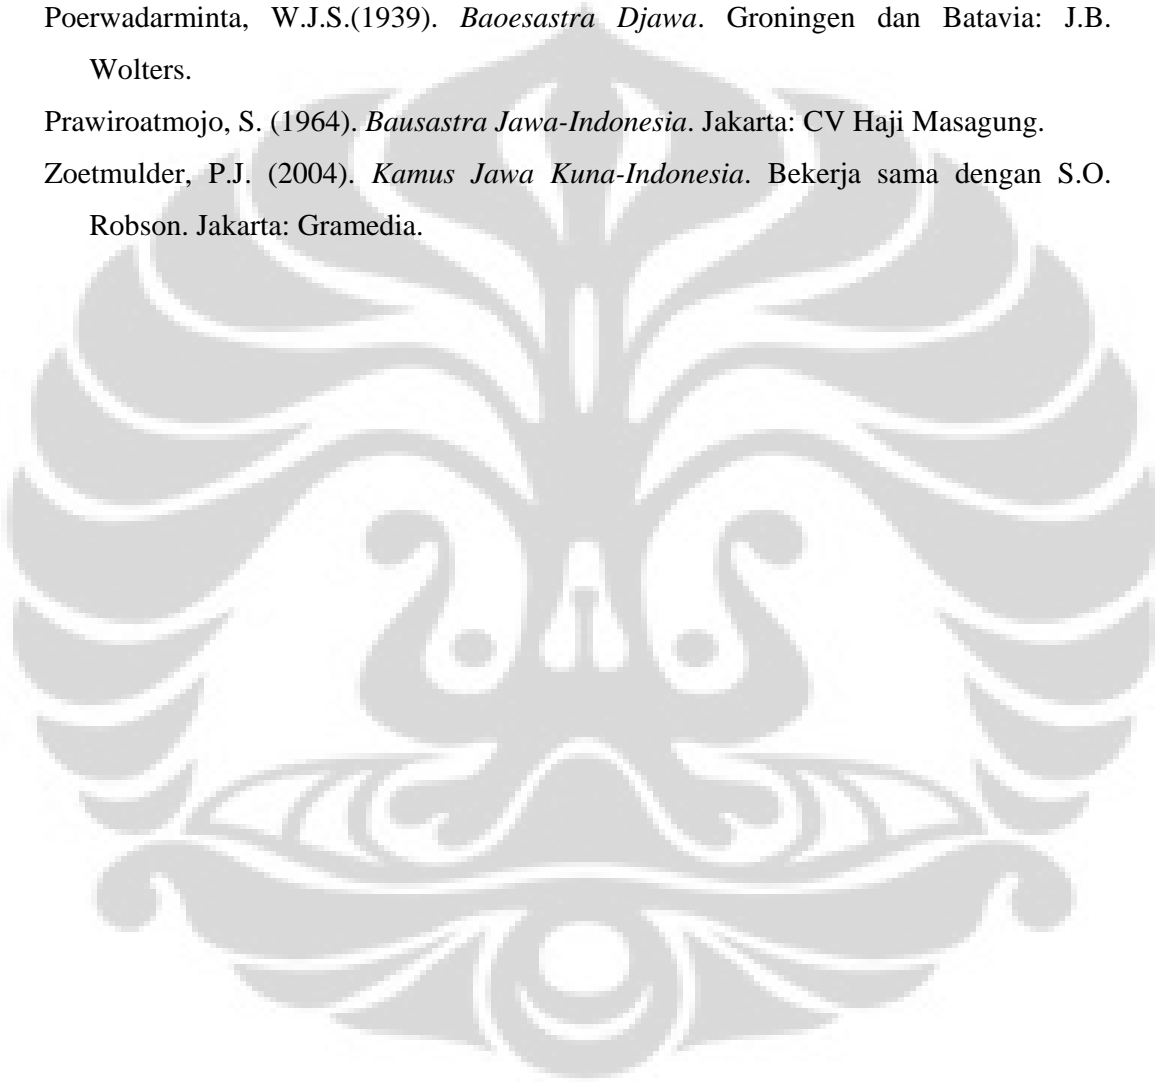 Poerwadarminta, W.J.S.(1939). Baoesastra Djawa. Groningen dan Batavia: J.B.
Wolters.
Prawiroatmojo, S. (1964). Bausastra Jawa-Indonesia. Jakarta: CV Haji Masagung.
Zoetmulder, P.J. (2004). Kamus Jawa Kuna-Indonesia. Bekerja sama dengan S.O.
Robson. Jakarta: Gramedia.